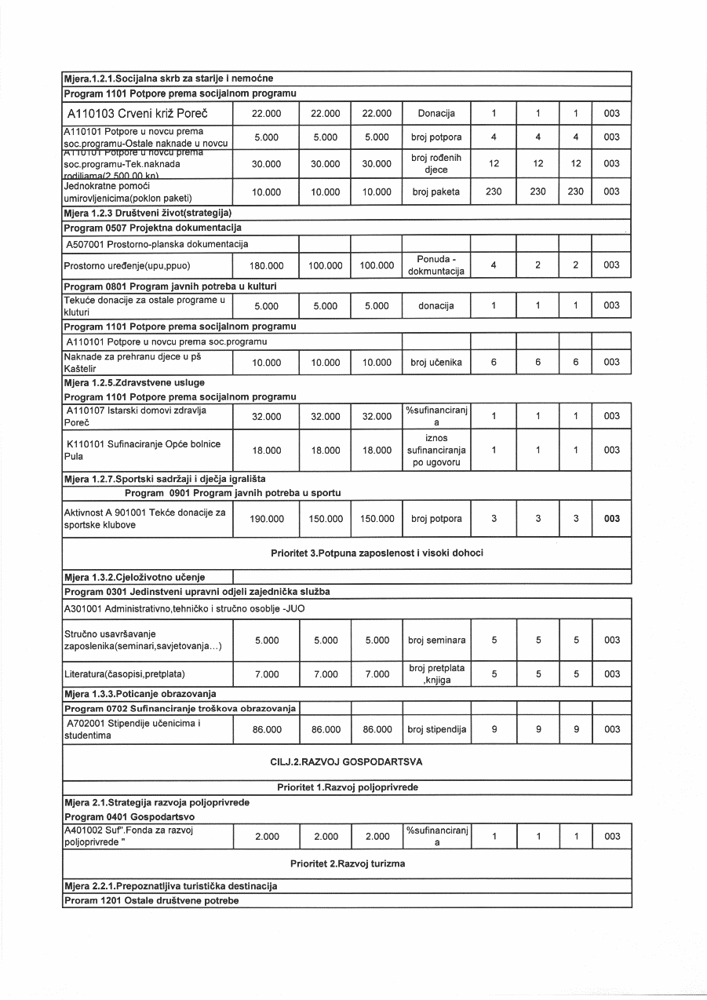 Mjera.1.2.1.Socijalna skrb za starije i nemoćne
Program 1101 Potpore prema socijalnom programu
A110103 Crveni križ Poreč 22.000 22.000 22.000 Donacija 1 1 1 003
A110101 Potpore u novcu prema
soc.programu-Ostale naknade u novcu 5.000 5.000 5.000 broj potpora 4 4 4 003
A110101 Potpore u novcu prema
soc.programu-Tek.naknada 30.000 30.000 30.000 broj rođenih djece 12 12 12 003
rodiljama(2.500,00 kn)
Jednokratne pomoći
umirovljenicima(poklon paketi) 10.000 10.000 10.000 broj paketa 230 230 230 003
Mjera 1.2.3 Društveni život(strategija)
Program 0507 Projektna dokumentacija
A507001 Prostorno-planska dokumentacija
Prostorno uređenje(upu,ppuo) 180.000 100.000 100.000 Ponuda - dokmuntacija 4 2 2 003
Program 0801 Program javnih potreba u kulturi
Tekuće donacije za ostale programe u
kluturi 5.000 5.000 5.000 donacija 1 1 1 003
Program 1101 Potpore prema socijalnom programu
A110101 Potpore u novcu prema soc.programu
Naknade za prehranu djece u pš
Kaštelir 10.000 10.000 10.000 broj učenika 6 6 6 003
Mjera 1.2.5.Zdravstvene usluge
Program 1101 Potpore prema socijalnom programu
A110107 Istarski domovi zdravlja
Poreč 32.000 32.000 32.000 %sufinanciranj a 1 1 1 003
K110101 Sufinaciranje Opće bolnice
Pula 18.000 18.000 18.000 iznos sufinanciranja po ugovoru 1 1 1 003
Mjera 1.2.7.Sportski sadržaji i dječja igrališta
Program 0901 Program javnih potreba u sportu
Aktivnost A 901001 Tekće donacije za
sportske klubove 190.000 150.000 150.000 broj potpora 3 3 3 003
Prioritet 3.Potpuna zaposlenost i visoki dohoci
Mjera 1.3.2.Cjeloživotno učenje
Program 0301 Jedinstveni upravni odjeli zajednička služba
A301001 Administrativno,tehničko i stručno osoblje -JUO
Stručno usavršavanje
zaposlenika(seminari,savjetovanja...) 5.000 5.000 5.000 broj seminara 5 5 5 003
Literatura(časopisi,pretplata) 7.000 7.000 7.000 broj pretplata ,knjiga 5 5 5 003
Mjera 1.3.3.Poticanje obrazovanja
Program 0702 Sufinanciranje troškova obrazovanja
A702001 Stipendije učenicima i
studentima 86.000 86.000 86.000 broj stipendija 9 9 9 003
CILJ.2.RAZVOJ GOSPODARTSVA
Prioritet 1.Razvoj poljoprivrede
Mjera 2.1.Strategija razvoja poljoprivrede
Program 0401 Gospodartsvo
A401002 Suf".Fonda za razvoj
poljoprivrede " 2.000 2.000 2.000 %sufinanciranj a 1 1 1 003
Prioritet 2.Razvoj turizma
Mjera 2.2.1.Prepoznatljiva turistička destinacija
Proram 1201 Ostale društvene potrebe